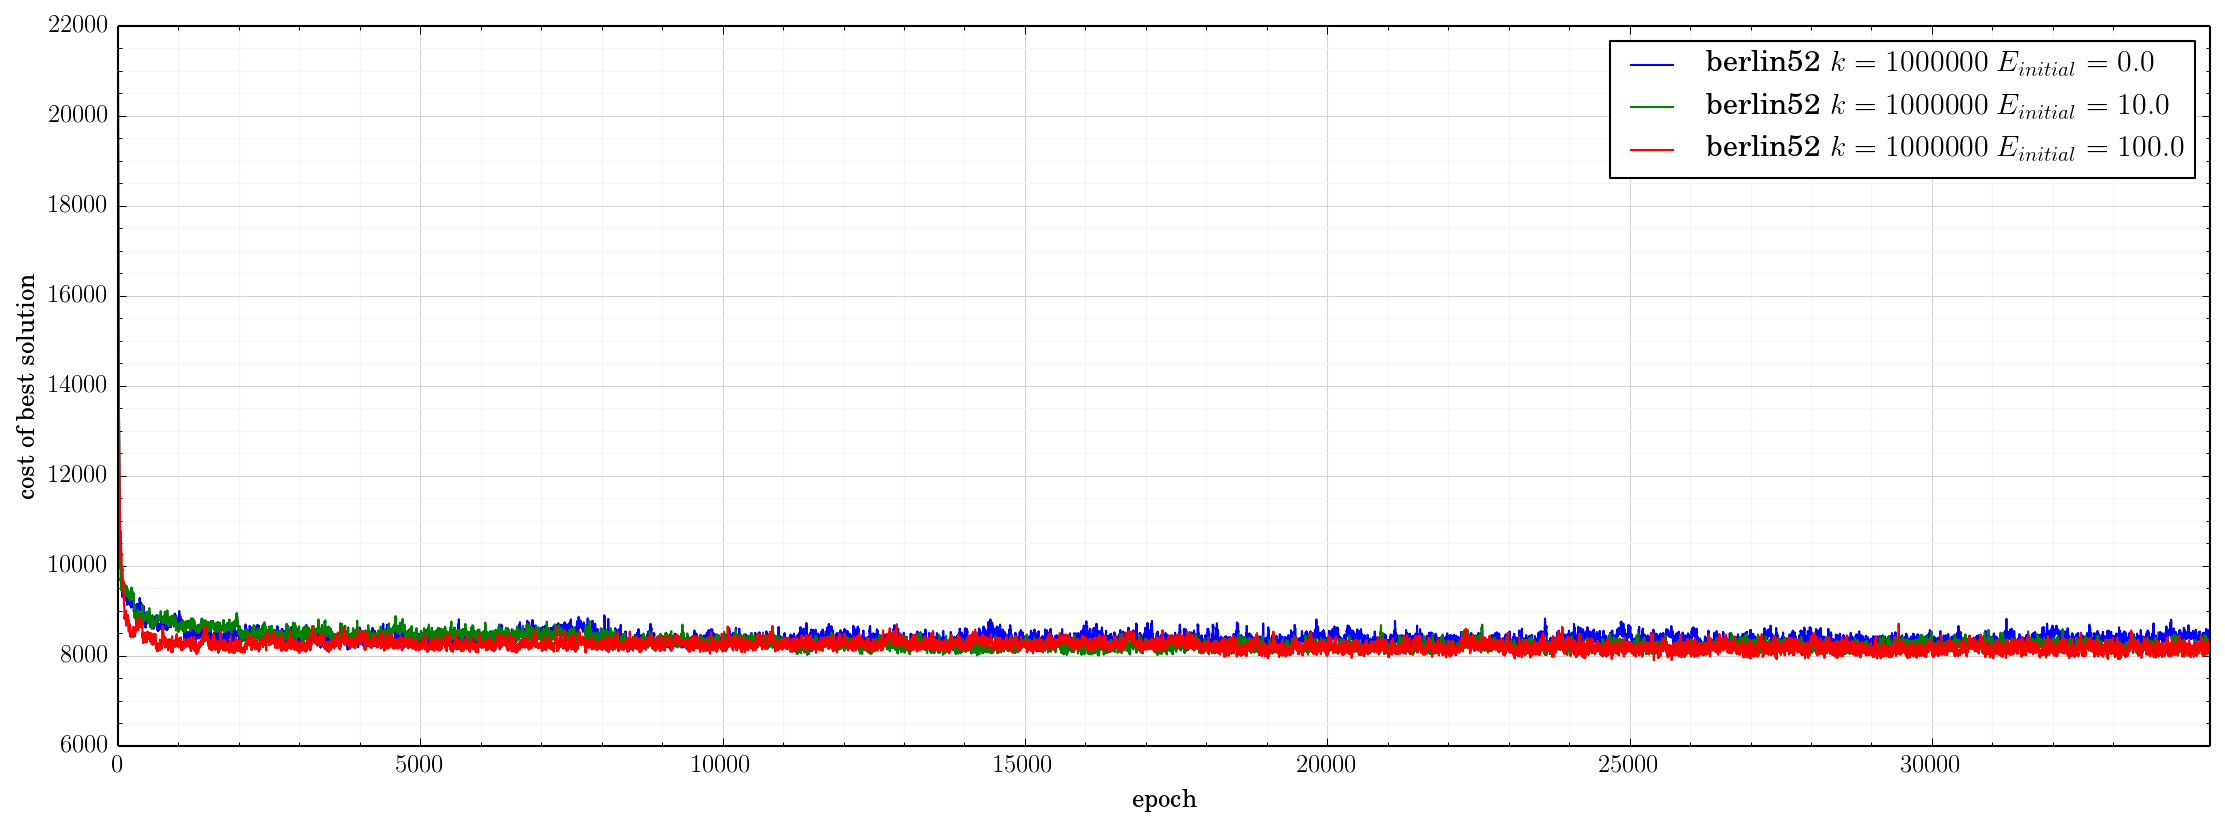 22000
20000
18000
16000
14000
12000
10000
8000
6000
cost of best solution
0 5000 10000 15000 20000 25000 30000
epoch
berlin52 k = 1000000 E_initial = 0.0
berlin52 k = 1000000 E_initial = 10.0
berlin52 k = 1000000 E_initial = 100.0